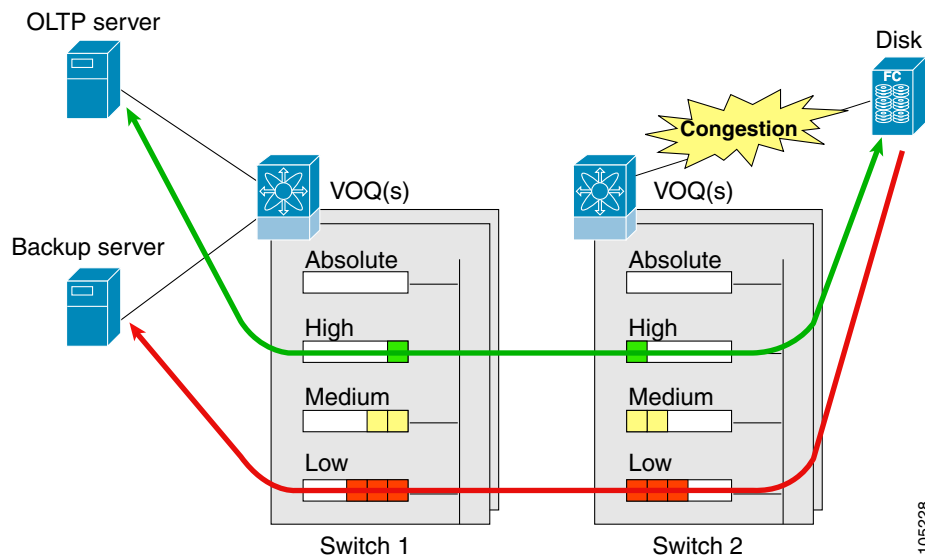 OLTP server
Disk
FC
Congestion
VOQ(s)
VOQ(s)
Backup server
Absolute
Absolute
High
High
Medium
Medium
Low
Low
Switch 1
Switch 2
105228